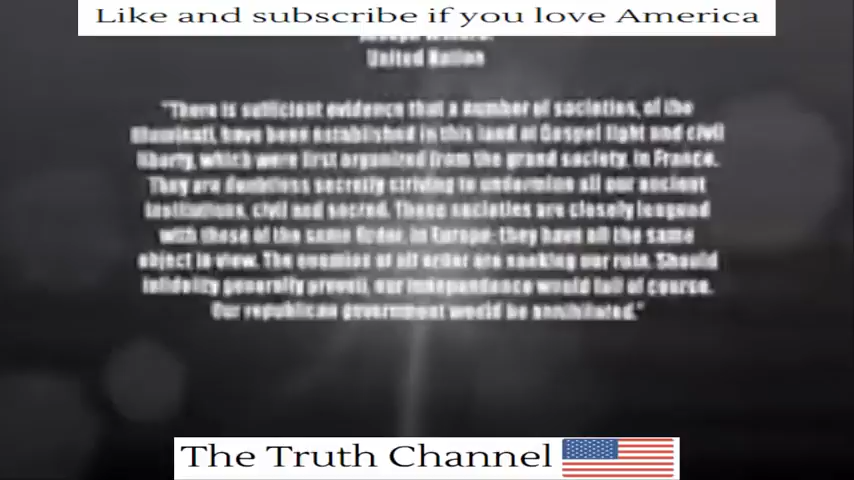 Like and subscribe if you love America
United Nation
"There is sufficient evidence that a number of societies, of the
Illuminati, have been established in this land of Gospel light and civil
liberty, which were first organized from the grand society, in France.
They are doubtless secretly striving to undermine all our ancient
institutions, civil and sacred. These societies are closely leagued
with those of the same Order, in Europe; they have all the same
object in view. The enemies of all order are seeking our ruin. Should
infidelity generally prevail, our independence would fall of course.
Our republican government would be annihilated."
The Truth Channel